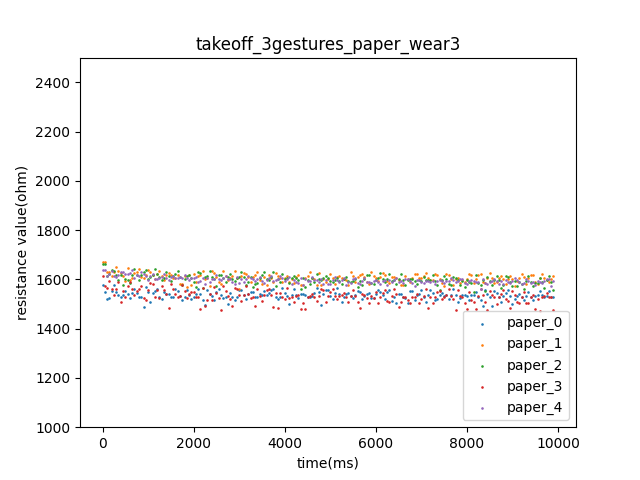 takeoff_3gestures_paper_wear3
2400
2200
2000
1800
1600
1400
1200
1000
resistance value(ohm)
0
2000
4000
6000
8000
10000
time(ms)
paper_0
paper_1
paper_2
paper_3
paper_4